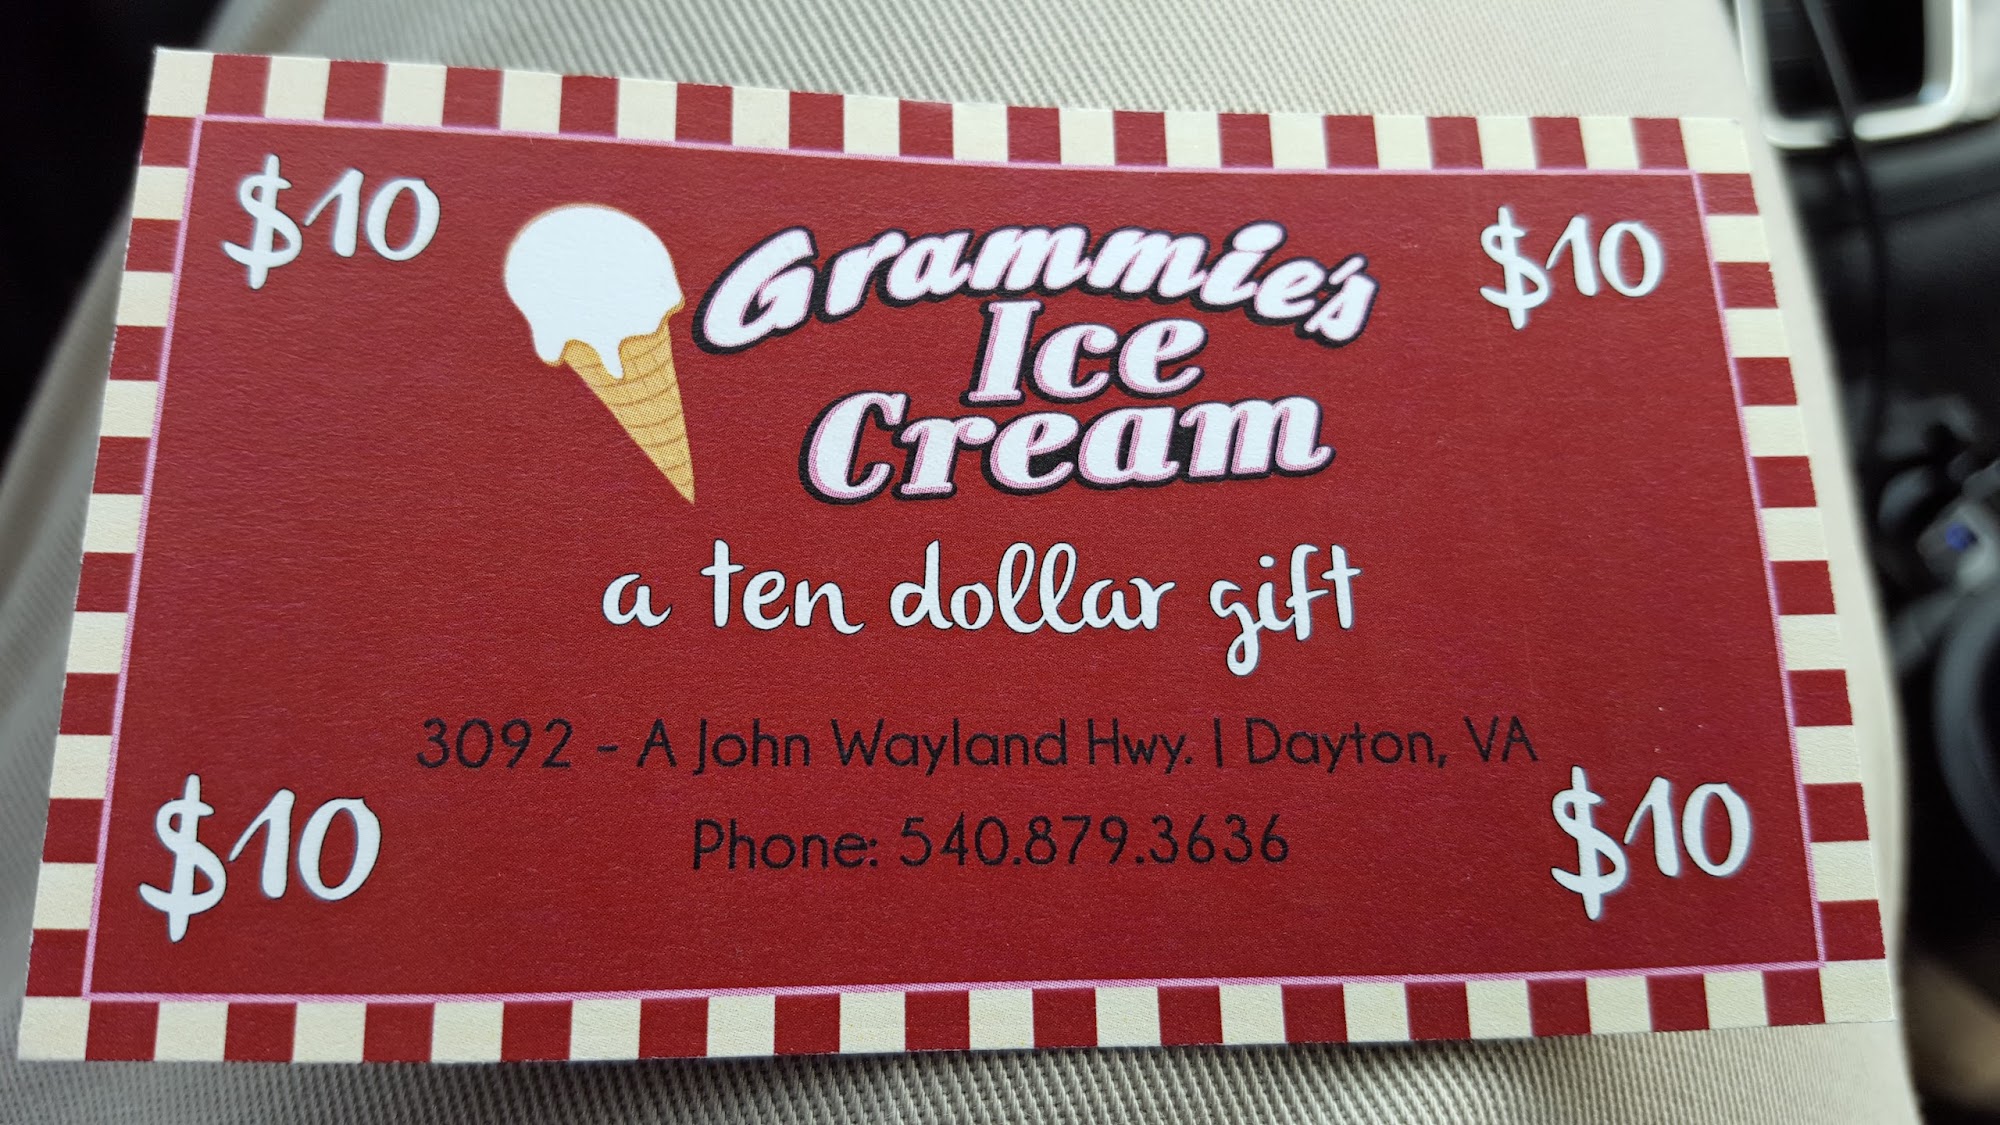 $10
$10
Grammie's
Ice
Cream
a ten dollar gift
3092 - A John Wayland Hwy. | Dayton, VA
Phone: 540.879.3636
$10
$10